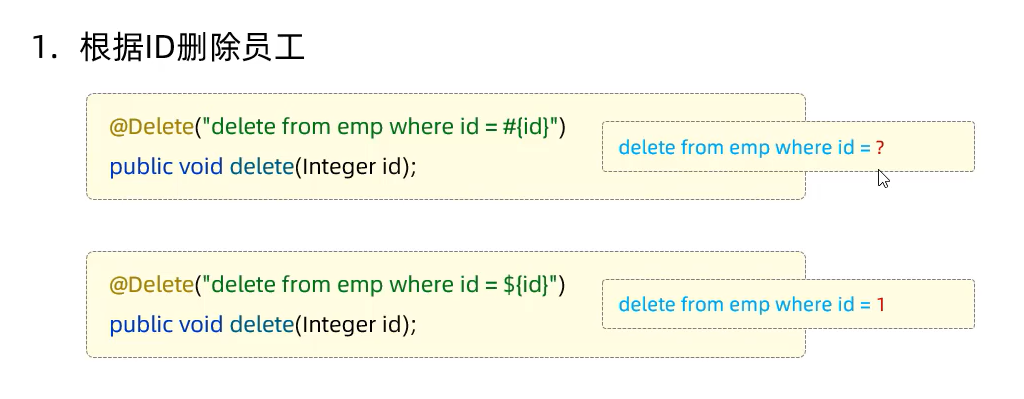 1. 根据ID删除员工
@Delete("delete from emp where id = #{id}")
public void delete(Integer id);
delete from emp where id = ?
@Delete("delete from emp where id = ${id}")
public void delete(Integer id);
delete from emp where id = 1